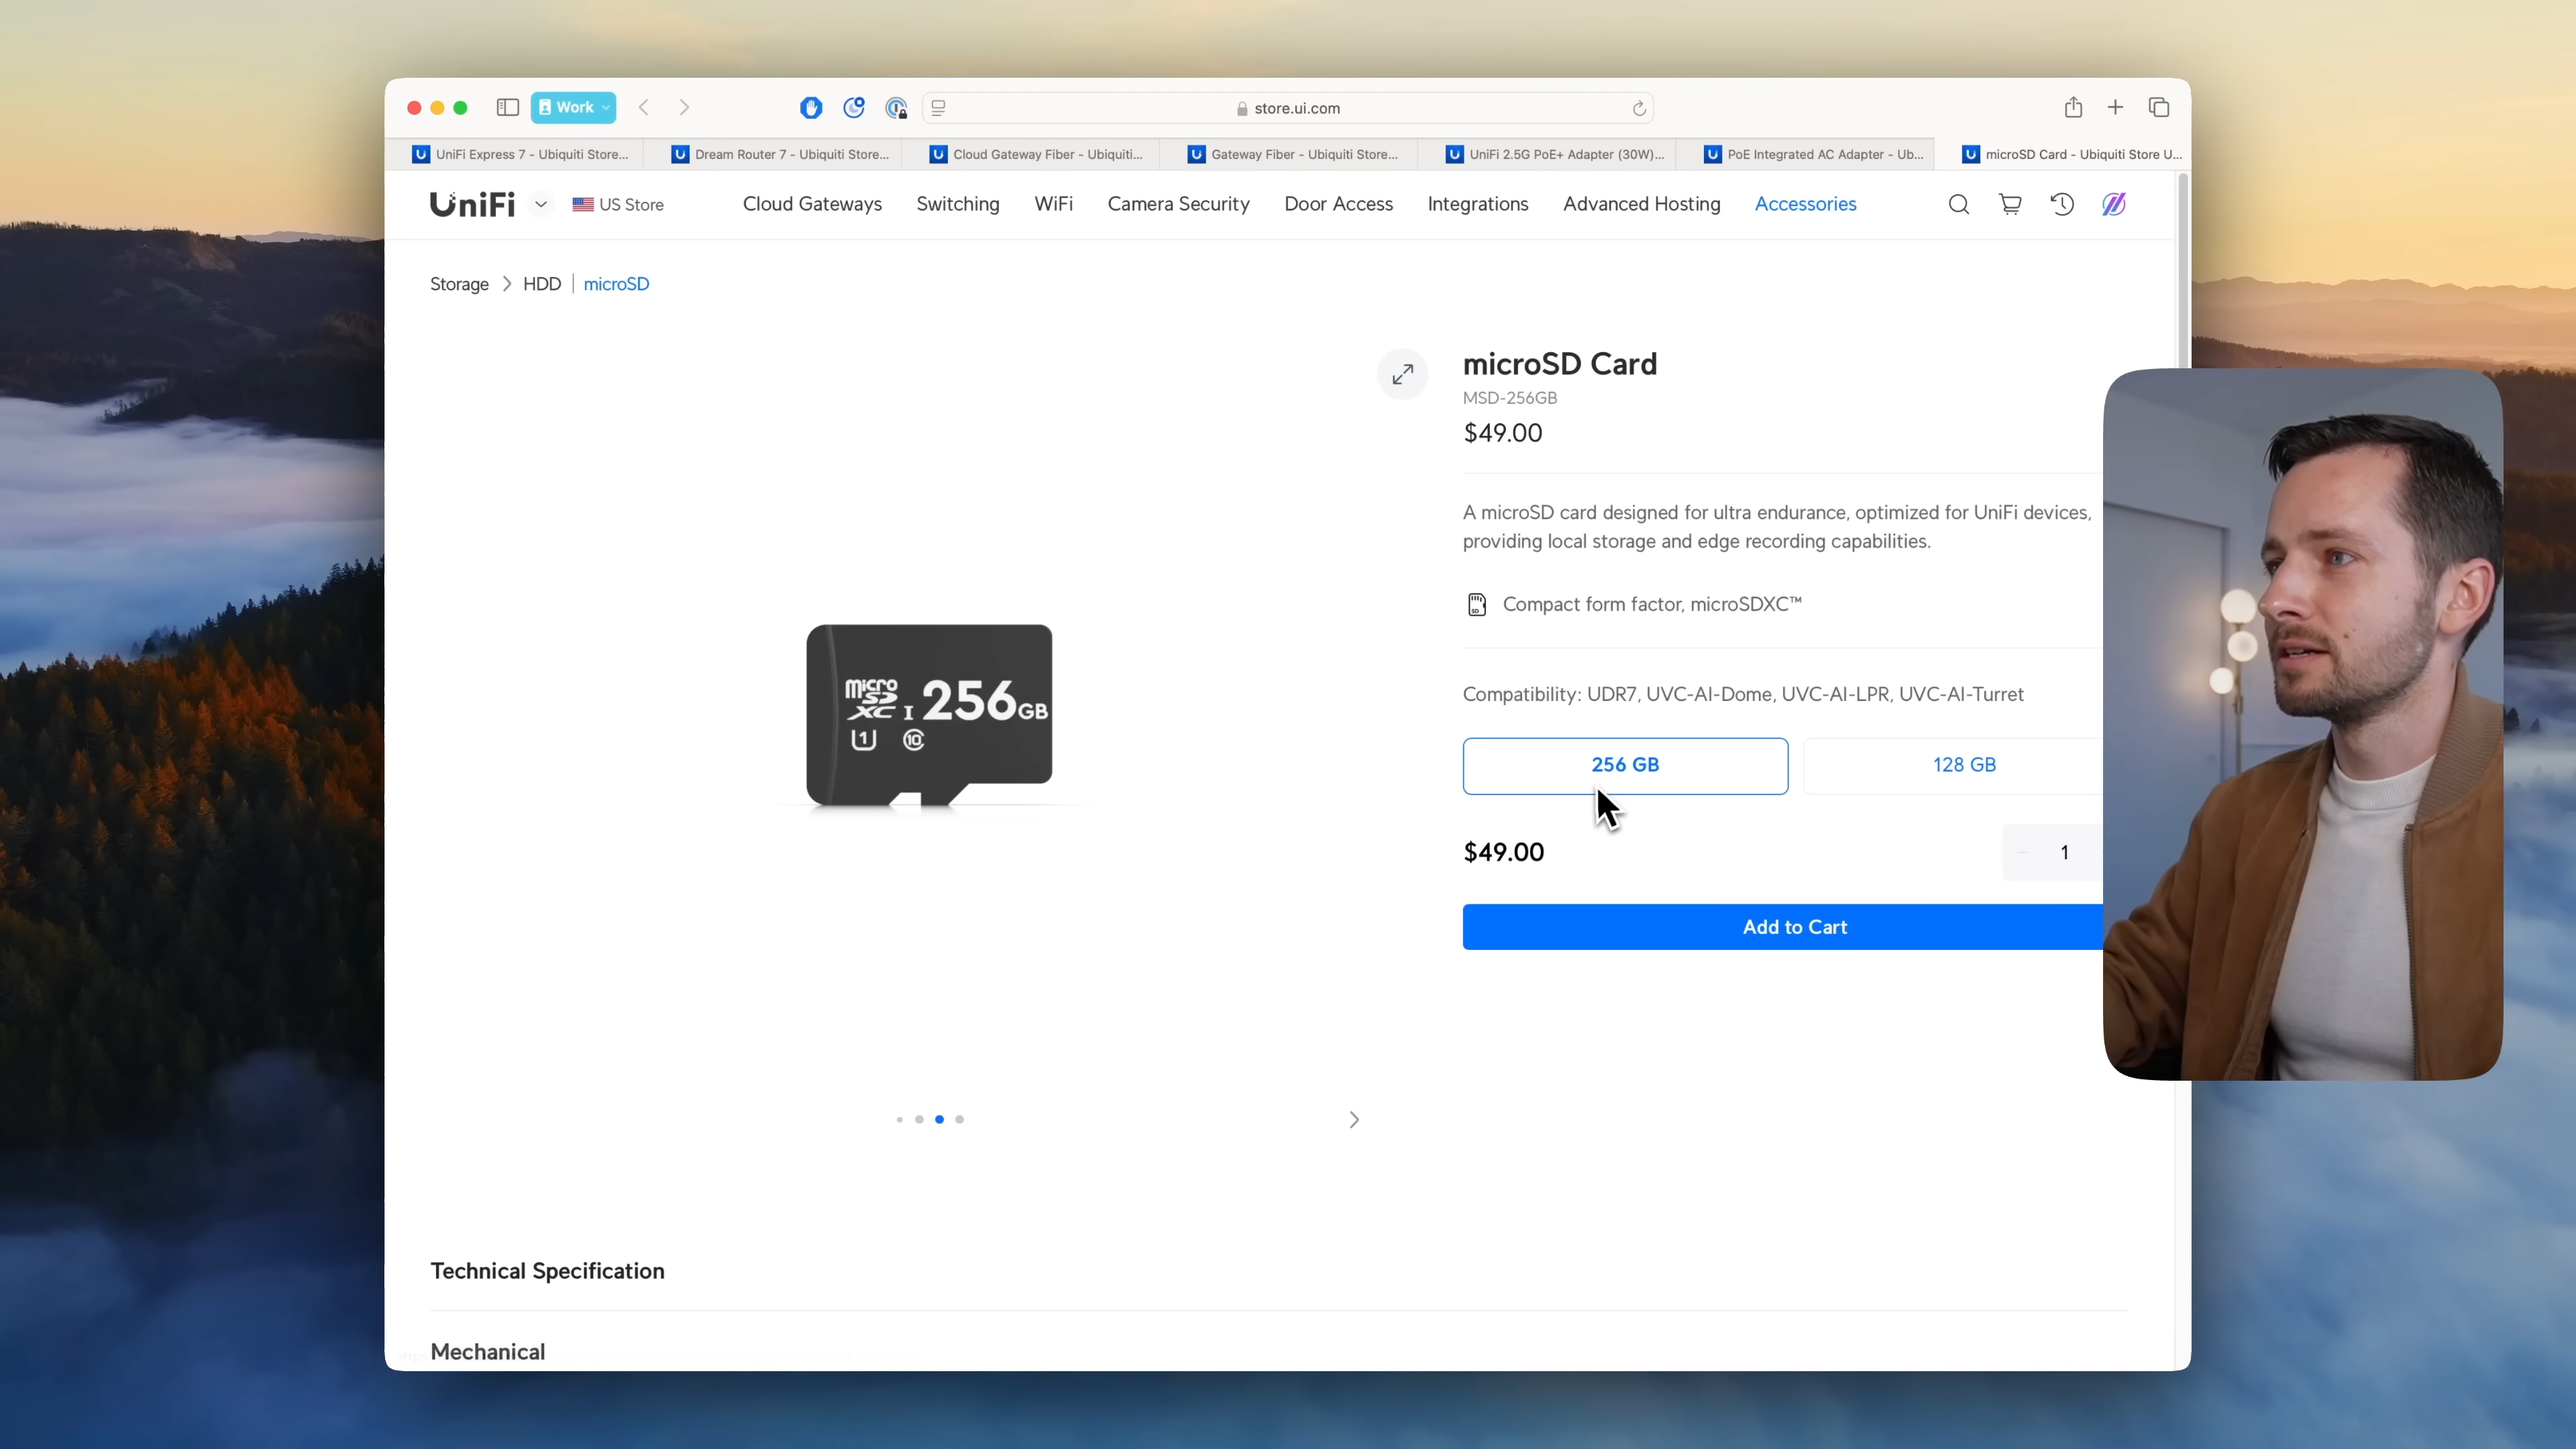 Work
store.ui.com
UniFi Express 7 - Ubiquiti Store...
Dream Router 7 - Ubiquiti Store...
Cloud Gateway Fiber - Ubiquiti...
Gateway Fiber - Ubiquiti Store...
UniFi 2.5G PoE+ Adapter (30W)...
PoE Integrated AC Adapter - Ub...
microSD Card - Ubiquiti Store U...
UniFi
US Store
Cloud Gateways
Switching
WiFi
Camera Security
Door Access
Integrations
Advanced Hosting
Accessories
Storage > HDD | microSD
microSD Card
MSD-256GB
$49.00
A microSD card designed for ultra endurance, optimized for UniFi devices,
providing local storage and edge recording capabilities.
Compact form factor, microSDXC™
Compatibility: UDR7, UVC-AI-Dome, UVC-AI-LPR, UVC-AI-Turret
256 GB
128 GB
$49.00
1
Add to Cart
micro SD XC I 256GB
1 10
Technical Specification
Mechanical